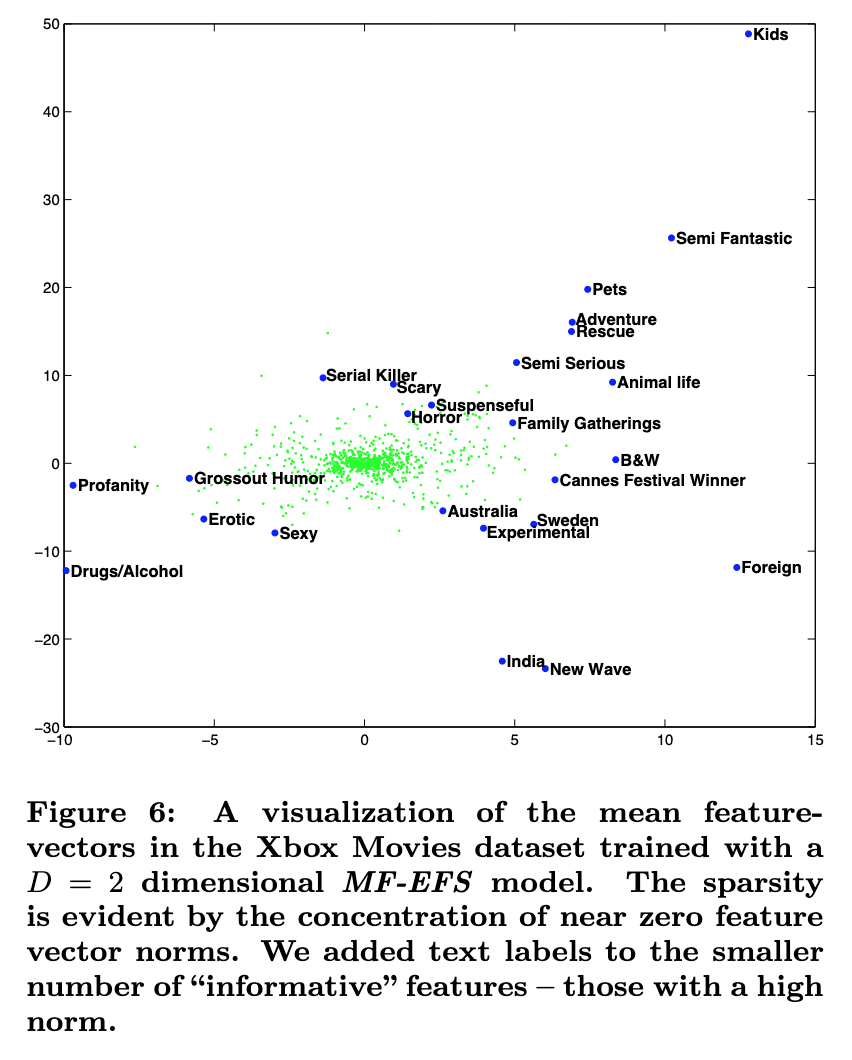 50
Kids
40
30
Semi Fantastic
20
Pets
Adventure
Rescue
Semi Serious
10
Serial Killer
Animal life
Scary
Suspenseful
Horror
Family Gatherings
0
B&W
Grossout Humor
Cannes Festival Winner
Profanity
Australia
Erotic
Sweden
Experimental
Sexy
−10
Foreign
Drugs/Alcohol
−20
India
New Wave
−30
−10 −5 0 5 10 15
Figure 6: A visualization of the mean feature-
vectors in the Xbox Movies dataset trained with a
D = 2 dimensional MF-EFS model. The sparsity
is evident by the concentration of near zero feature
vector norms. We added text labels to the smaller
number of “informative” features – those with a high
norm.